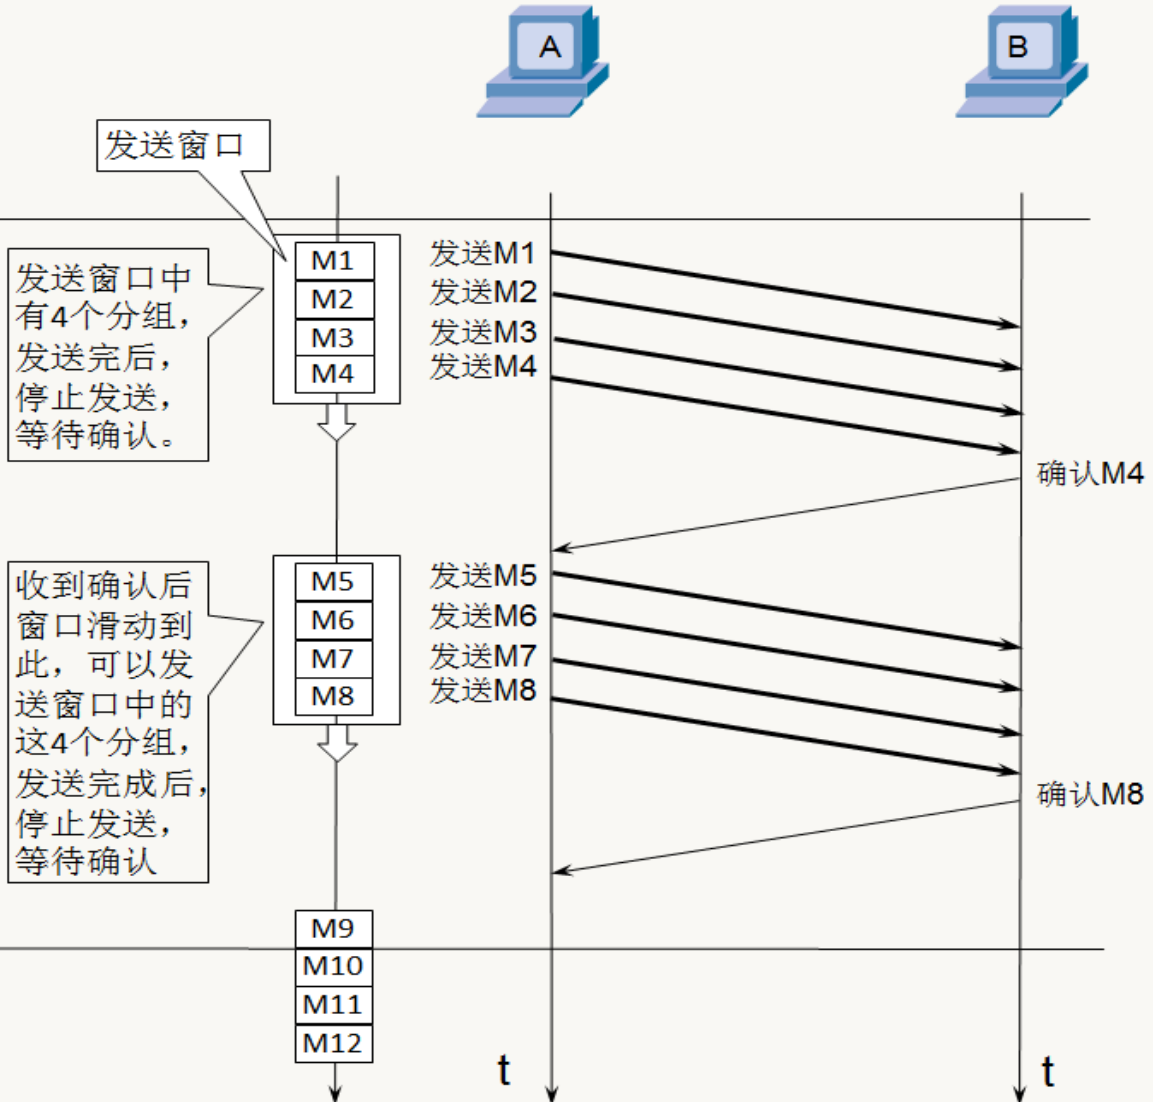 A
B
发送窗口
发送窗口中
有4个分组，
发送完后，
停止发送，
等待确认。
M1
M2
M3
M4
发送M1
发送M2
发送M3
发送M4
确认M4
收到确认后
窗口滑动到
此，可以发
送窗口中的
这4个分组，
发送完成后，
停止发送，
等待确认
M5
M6
M7
M8
发送M5
发送M6
发送M7
发送M8
确认M8
M9
M10
M11
M12
t
t